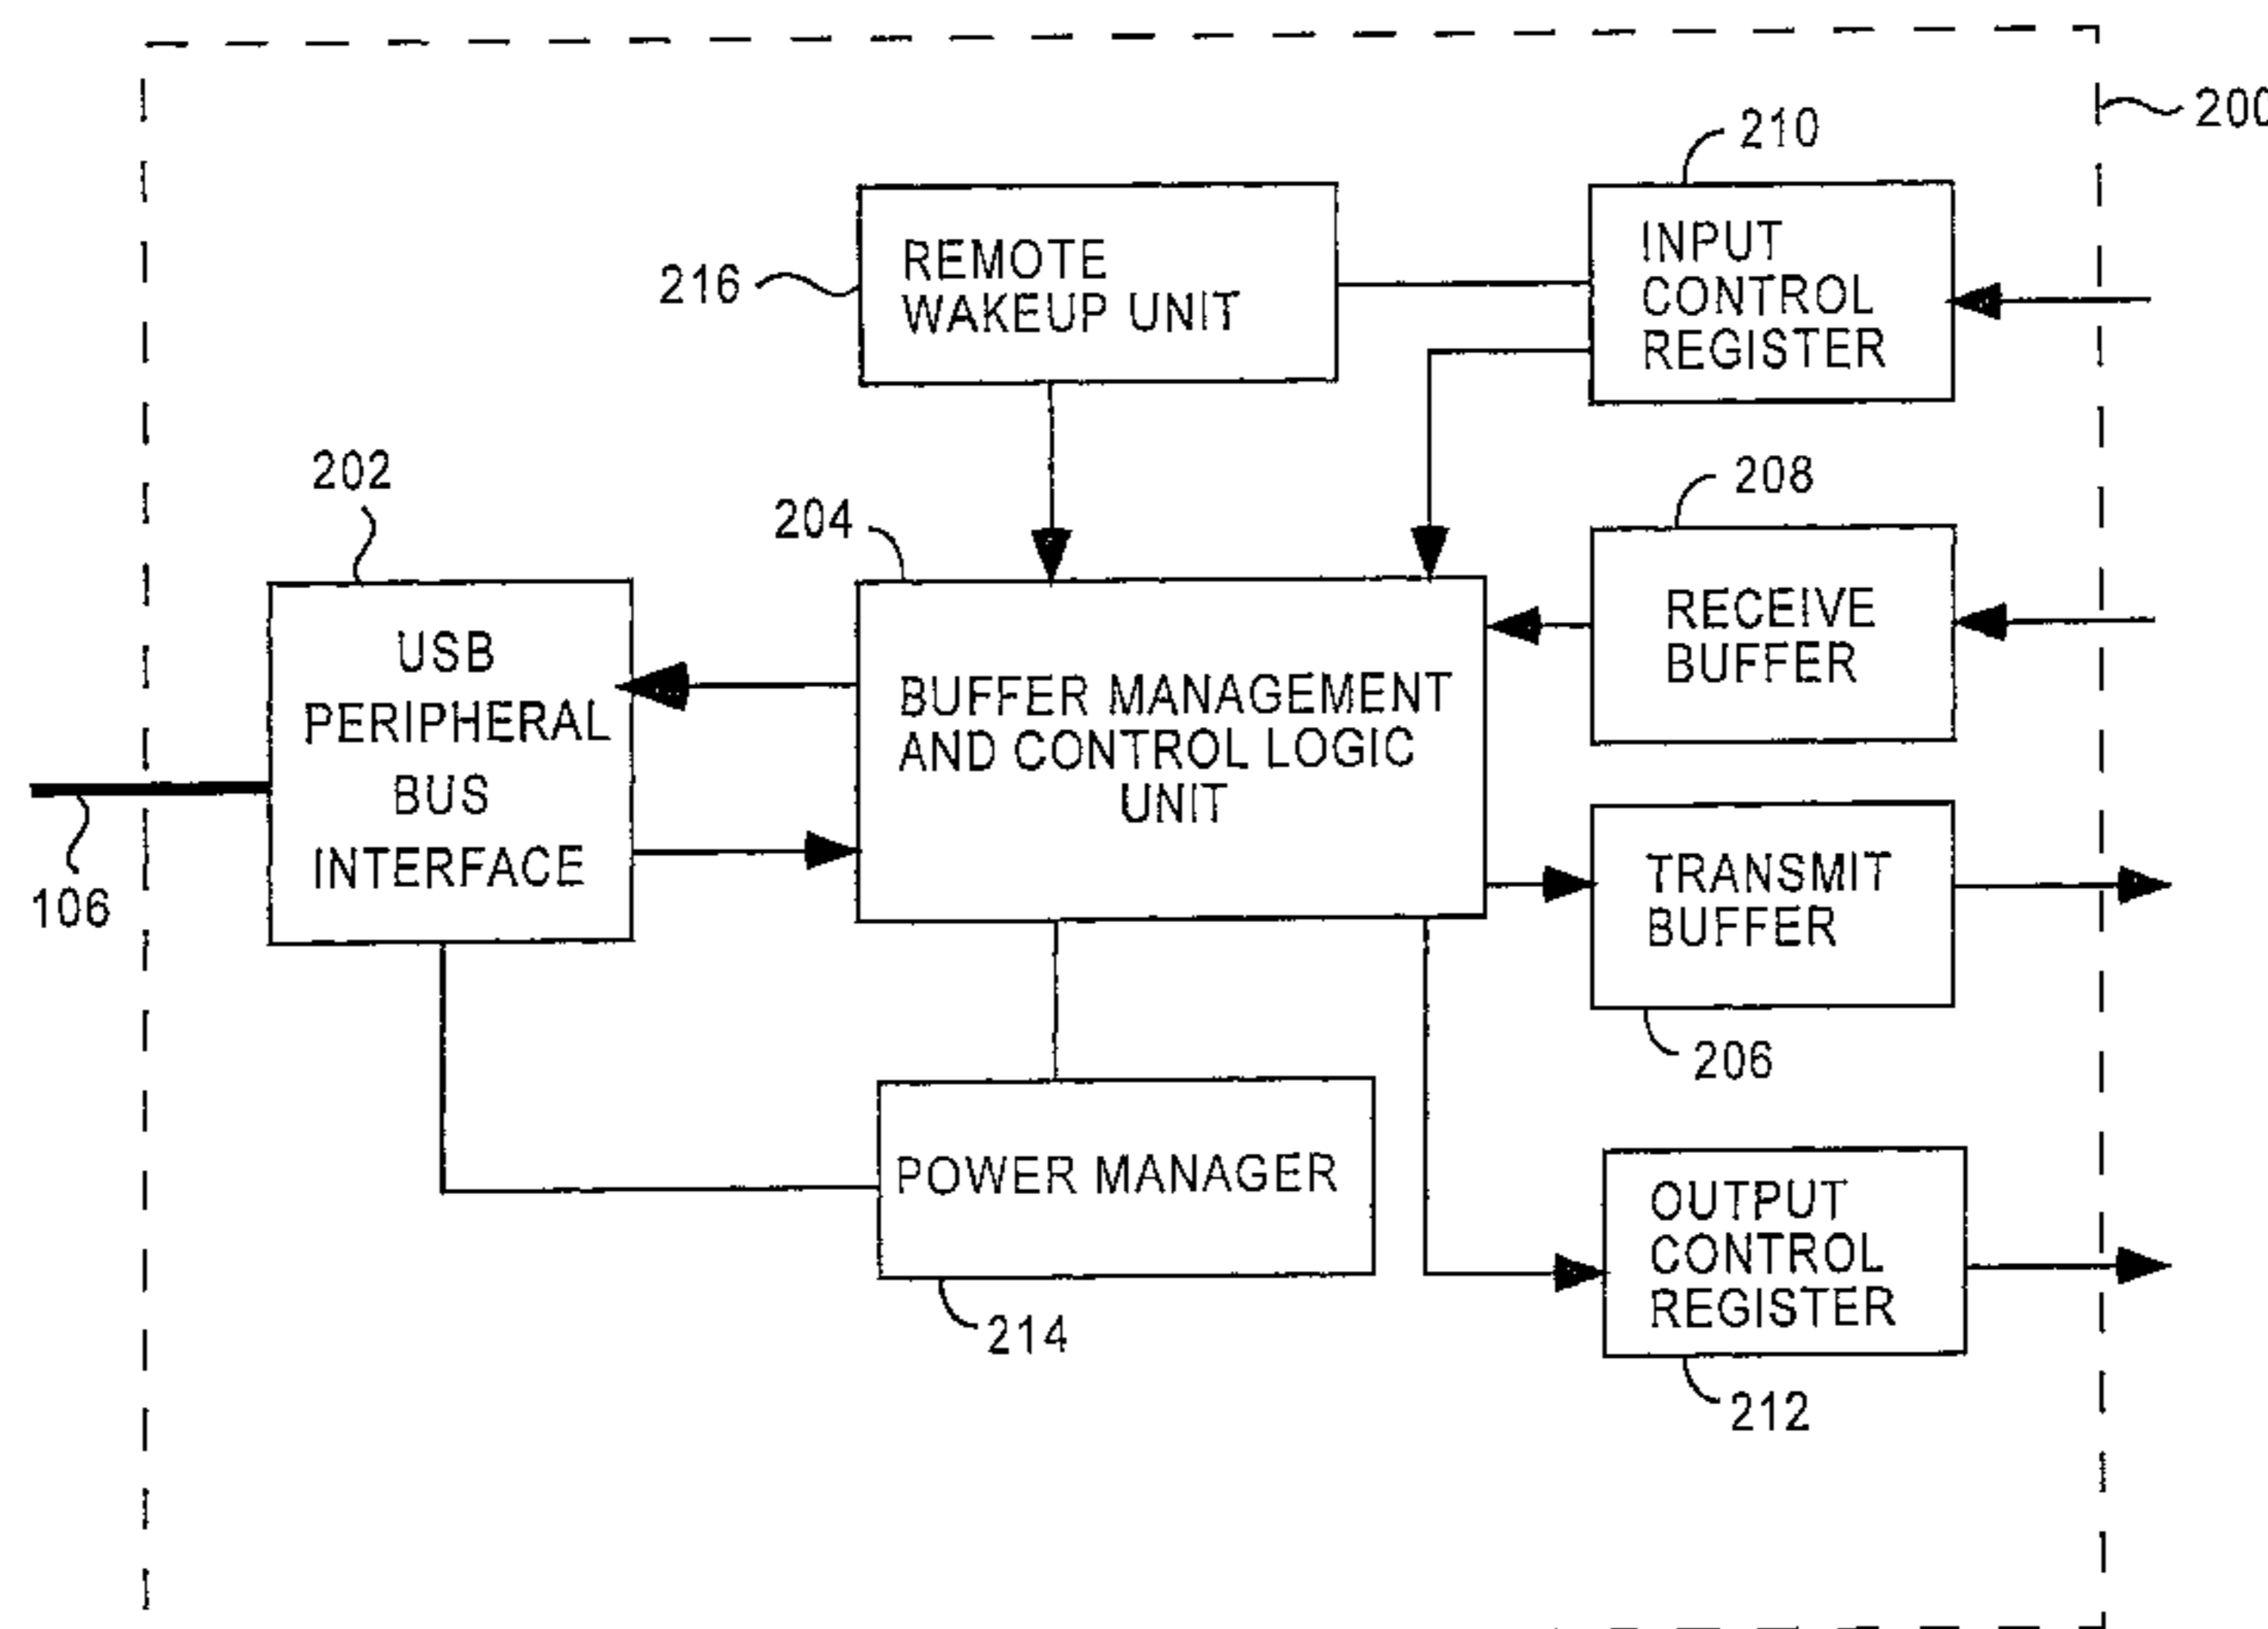 200
210
REMOTE
WAKEUP UNIT
216
INPUT
CONTROL
REGISTER
202
204
208
USB
PERIPHERAL
BUS
INTERFACE
BUFFER MANAGEMENT
AND CONTROL LOGIC
UNIT
RECEIVE
BUFFER
106
TRANSMIT
BUFFER
206
POWER MANAGER
214
OUTPUT
CONTROL
REGISTER
212